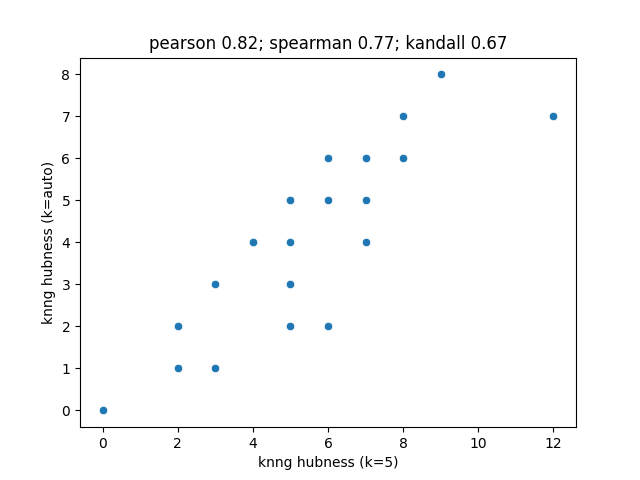 pearson 0.82; spearman 0.77; kandall 0.67
8
7
6
5
4
3
2
1
0
knng hubness (k=auto)
0 2 4 6 8 10 12
knng hubness (k=5)